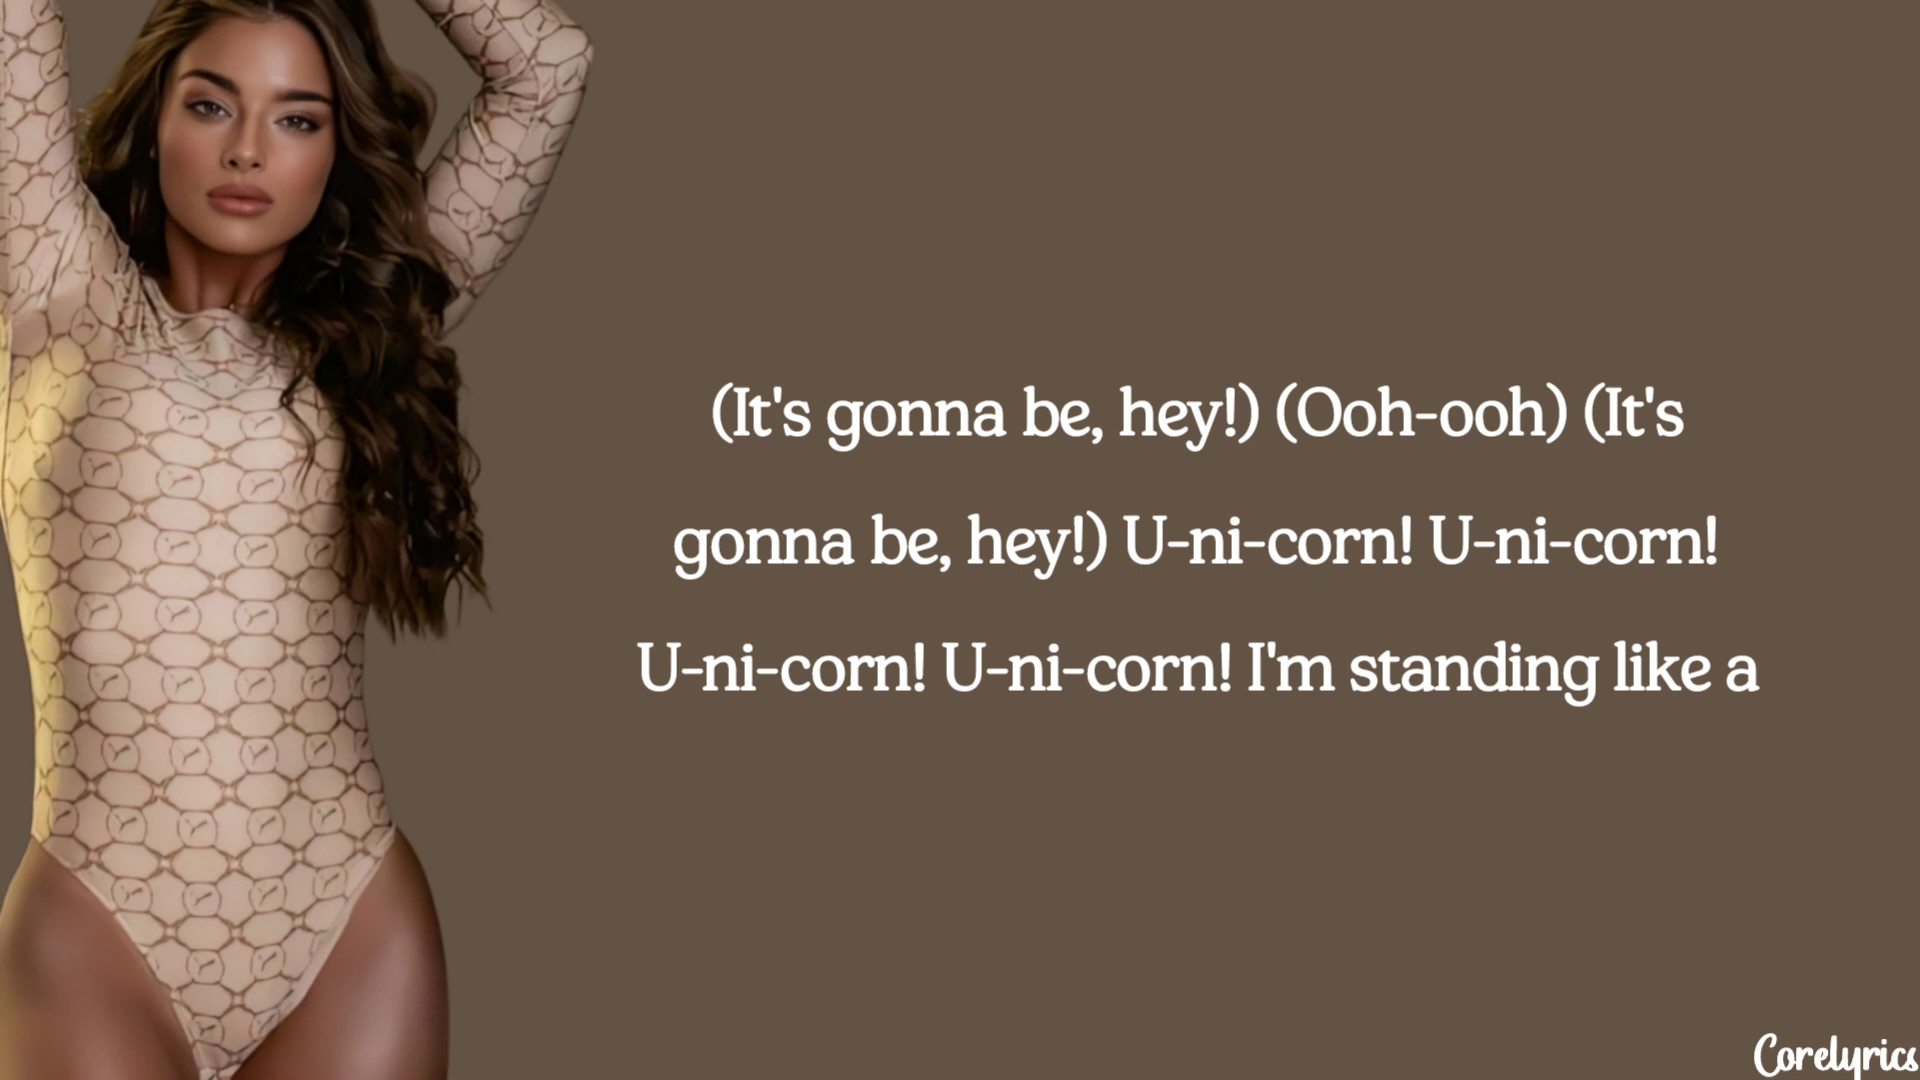 (It's gonna be, hey!) (Ooh-ooh) (It's
gonna be, hey!) U-ni-corn! U-ni-corn!
U-ni-corn! U-ni-corn! I'm standing like a
Corelyrics